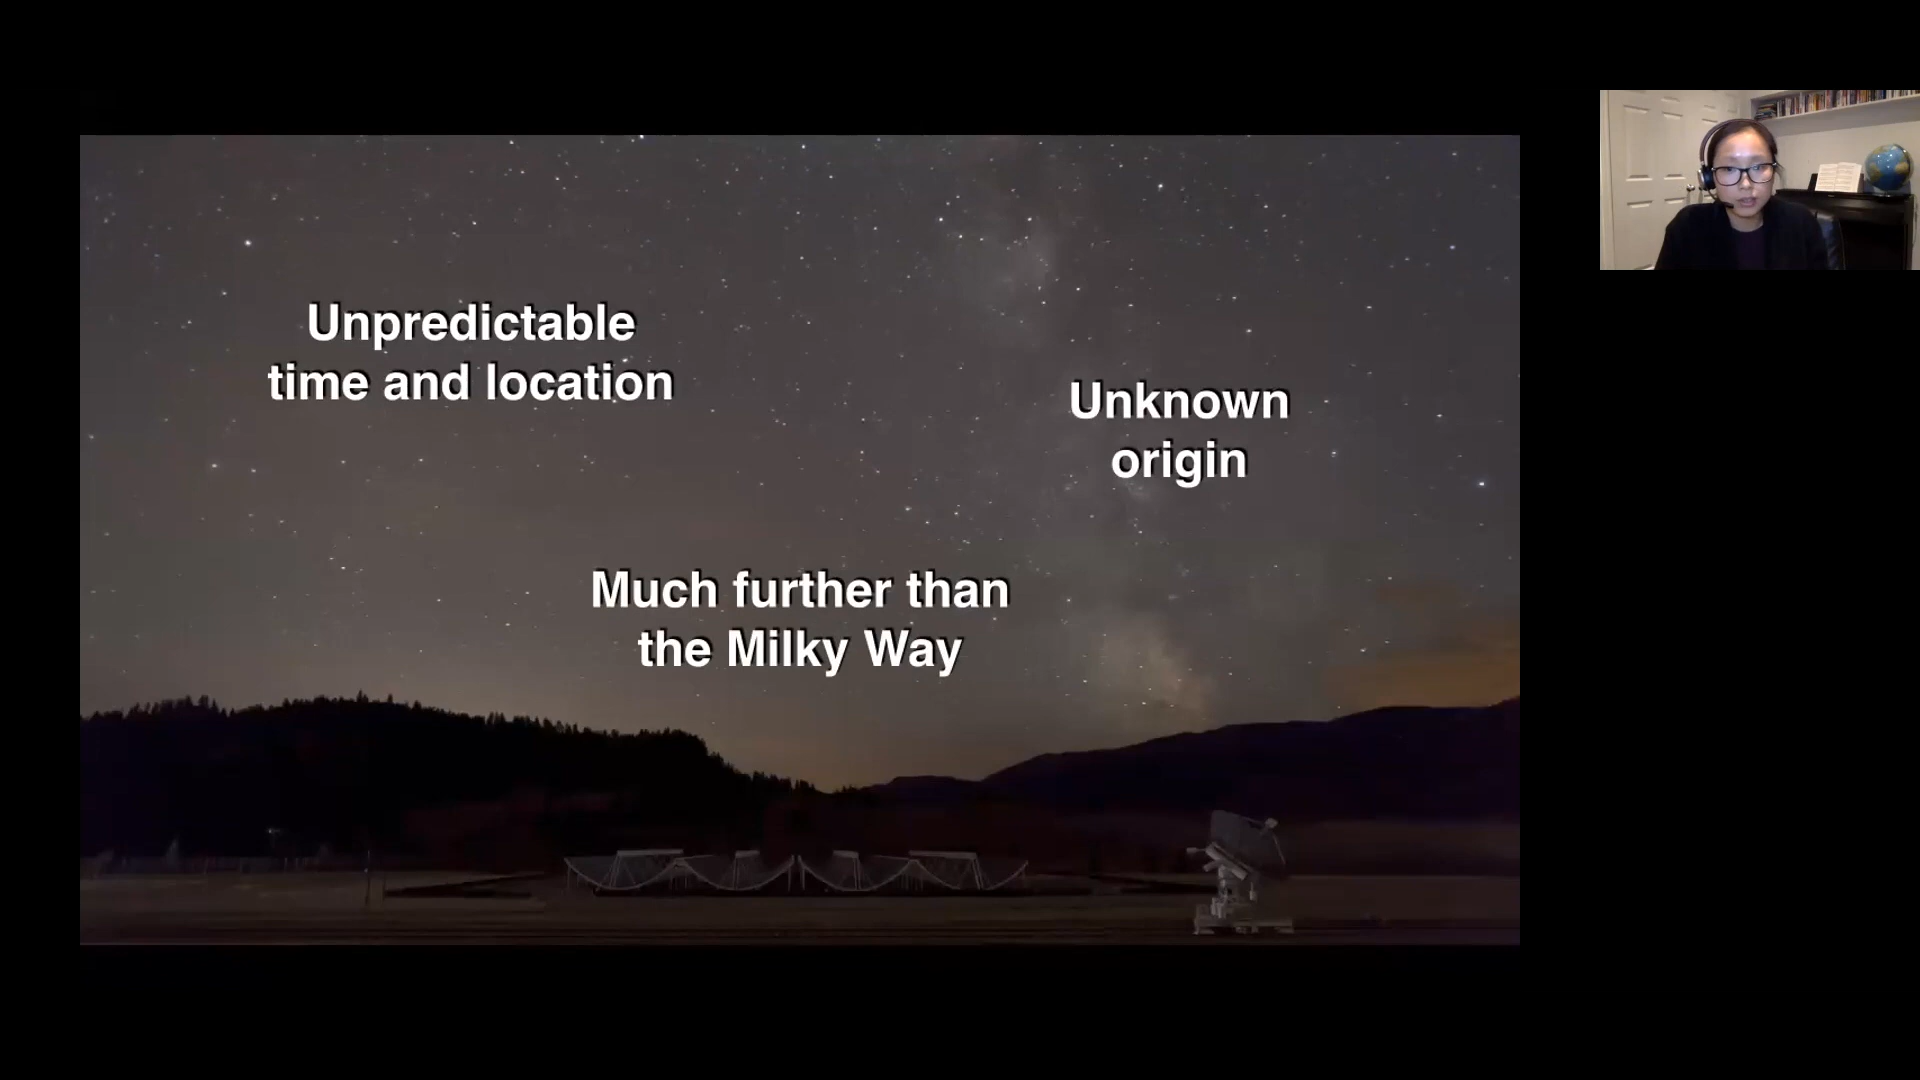 Unpredictable
time and location
Unknown
origin
Much further than
the Milky Way